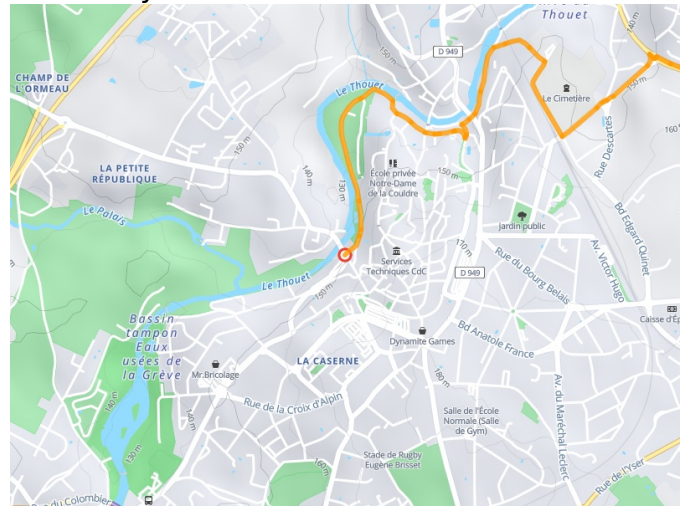 Thouet
140 m
D 949
CHAMP DE
L'ORMEAU
Le Thouet
150 m
Le Cimetière
150 m
160
LA PETITE
RÉPUBLIQUE
140 m
130 m
École privée
Notre-Dame
de la Couldre
150 m
Rue Descartes
Le Palais
Jardin public
Bd Edgard Quinet
Av. Victor Hugo
Services
Techniques CdC
170 m
D 949
Rue du Bourg Belais
Le Thouet
150 m
Bassin
tampon
Eaux
usées de
la Grève
Dynamite Games
Bd Anatole France
Caisse d'Ép
LA CASERNE
Mr.Bricolage
180 m
Rue de la Croix d'Alpin
140 m
140 m
130 m
Salle de l'École
Normale (Salle
de Gym)
Av. du Maréchal Leclerc
Stade de Rugby
Eugène Brisset
160 m
Rue de l'Yser
Rue du Colombier